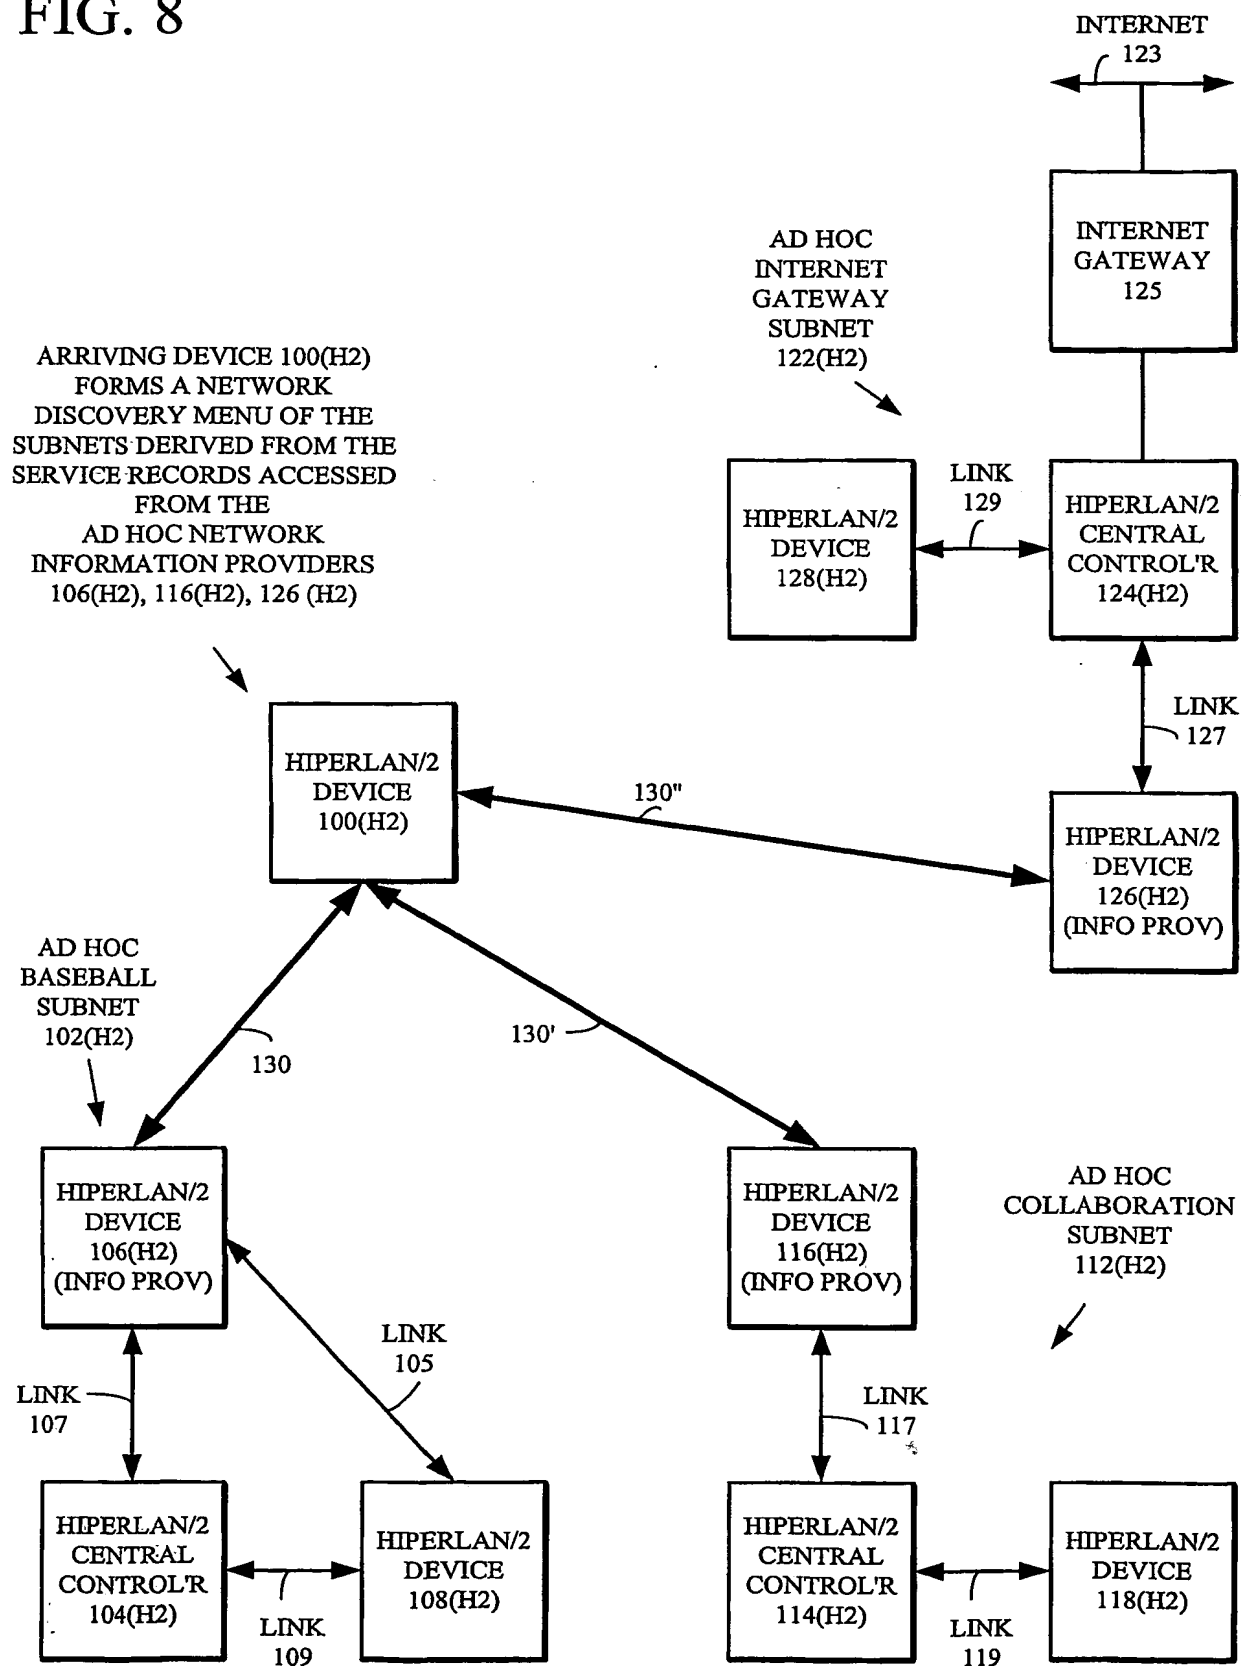 FIG. 8
INTERNET
123
INTERNET
GATEWAY
125
AD HOC
INTERNET
GATEWAY
SUBNET
122(H2)
ARRIVING DEVICE 100(H2)
FORMS A NETWORK
DISCOVERY MENU OF THE
SUBNETS DERIVED FROM THE
SERVICE RECORDS ACCESSED
FROM THE
AD HOC NETWORK
INFORMATION PROVIDERS
106(H2), 116(H2), 126 (H2)
HIPERLAN/2
DEVICE
128(H2)
LINK
129
HIPERLAN/2
CENTRAL
CONTROL'R
124(H2)
LINK
127
HIPERLAN/2
DEVICE
100(H2)
130"
HIPERLAN/2
DEVICE
126(H2)
(INFO PROV)
AD HOC
BASEBALL
SUBNET
102(H2)
130
130'
HIPERLAN/2
DEVICE
106(H2)
(INFO PROV)
HIPERLAN/2
DEVICE
116(H2)
(INFO PROV)
AD HOC
COLLABORATION
SUBNET
112(H2)
LINK
105
LINK
107
LINK
117
HIPERLAN/2
CENTRAL
CONTROL'R
104(H2)
LINK
109
HIPERLAN/2
DEVICE
108(H2)
HIPERLAN/2
CENTRAL
CONTROL'R
114(H2)
LINK
119
HIPERLAN/2
DEVICE
118(H2)